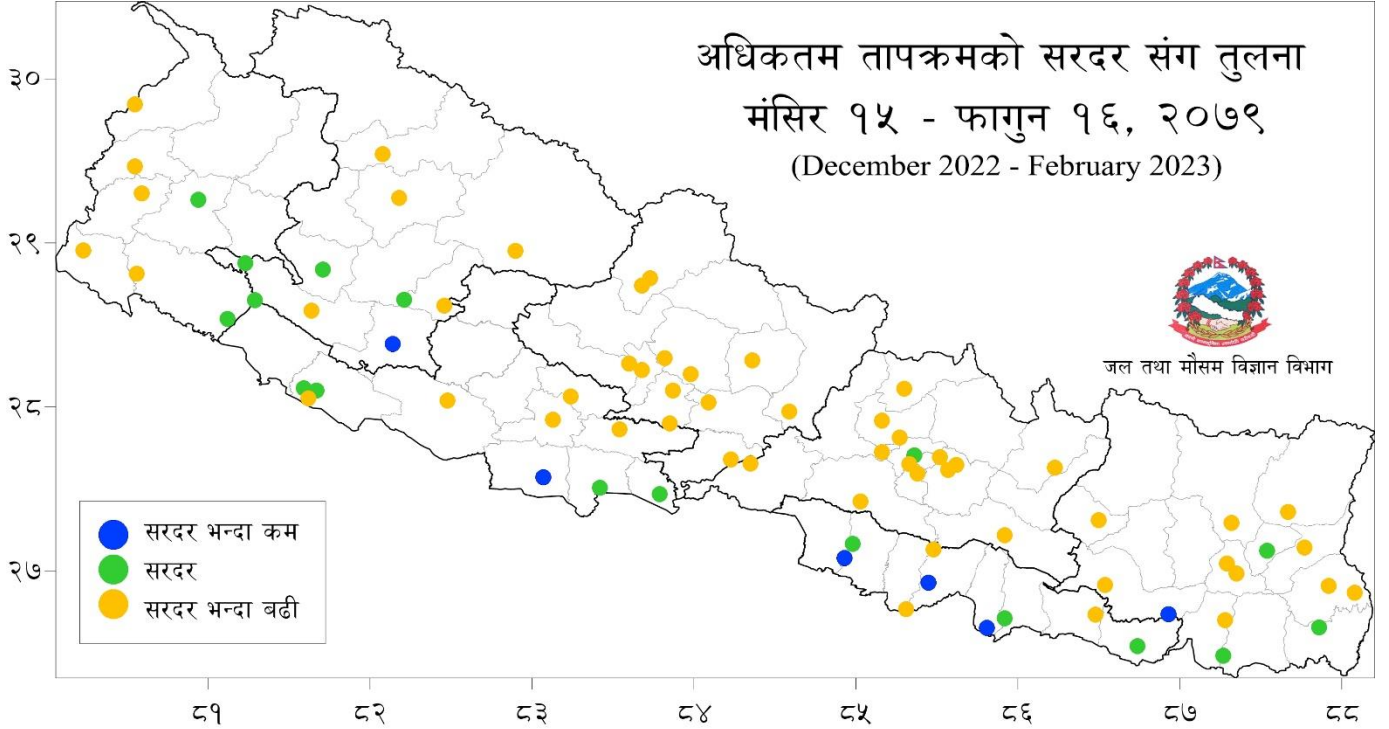 अधिकतम तापक्रमको सरदर संग तुलना
मंसिर १५ - फागुन १६, २०७९
(December 2022 - February 2023)
जल तथा मौसम विज्ञान विभाग
३०
२९
२८
२७
सरदर भन्दा कम
सरदर
सरदर भन्दा बढी
८१ ८२ ८३ ८४ ८५ ८६ ८७ ८८